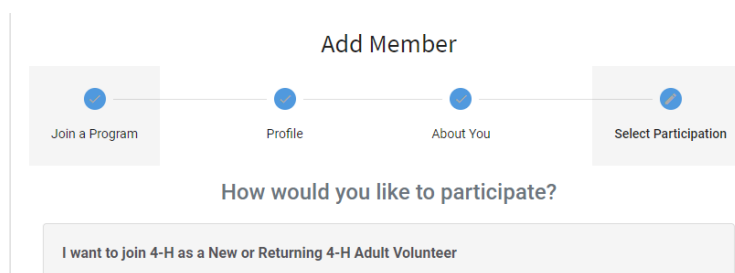 Add Member
Join a Program
Profile
About You
Select Participation
How would you like to participate?
I want to join 4-H as a New or Returning 4-H Adult Volunteer